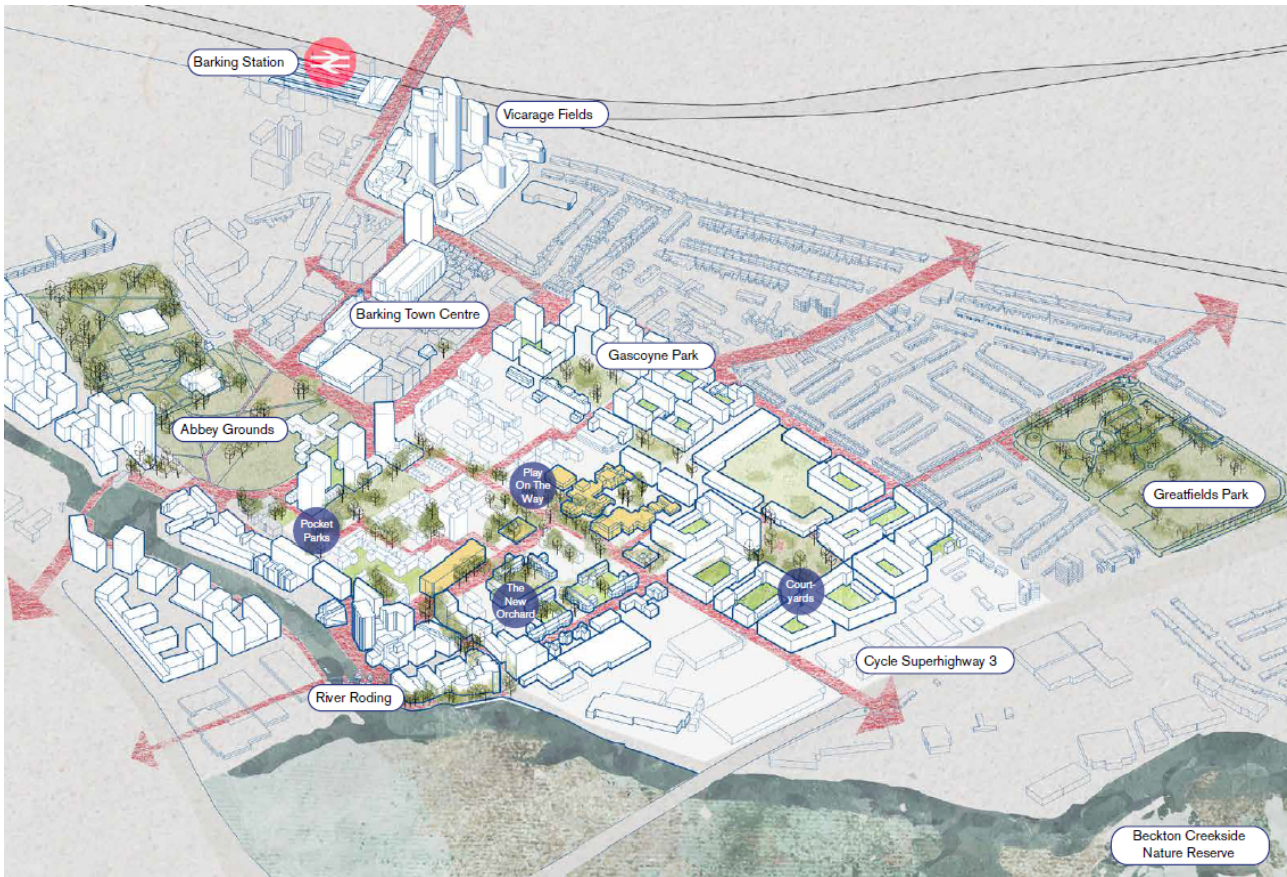 Barking Station
Vicarage Fields
Barking Town Centre
Gascoyne Park
Abbey Grounds
Play
On The
Way
Greatfields Park
Pocket
Parks
Court-
yards
The
New
Orchard
Cycle Superhighway 3
River Roding
Beckton Creekside
Nature Reserve